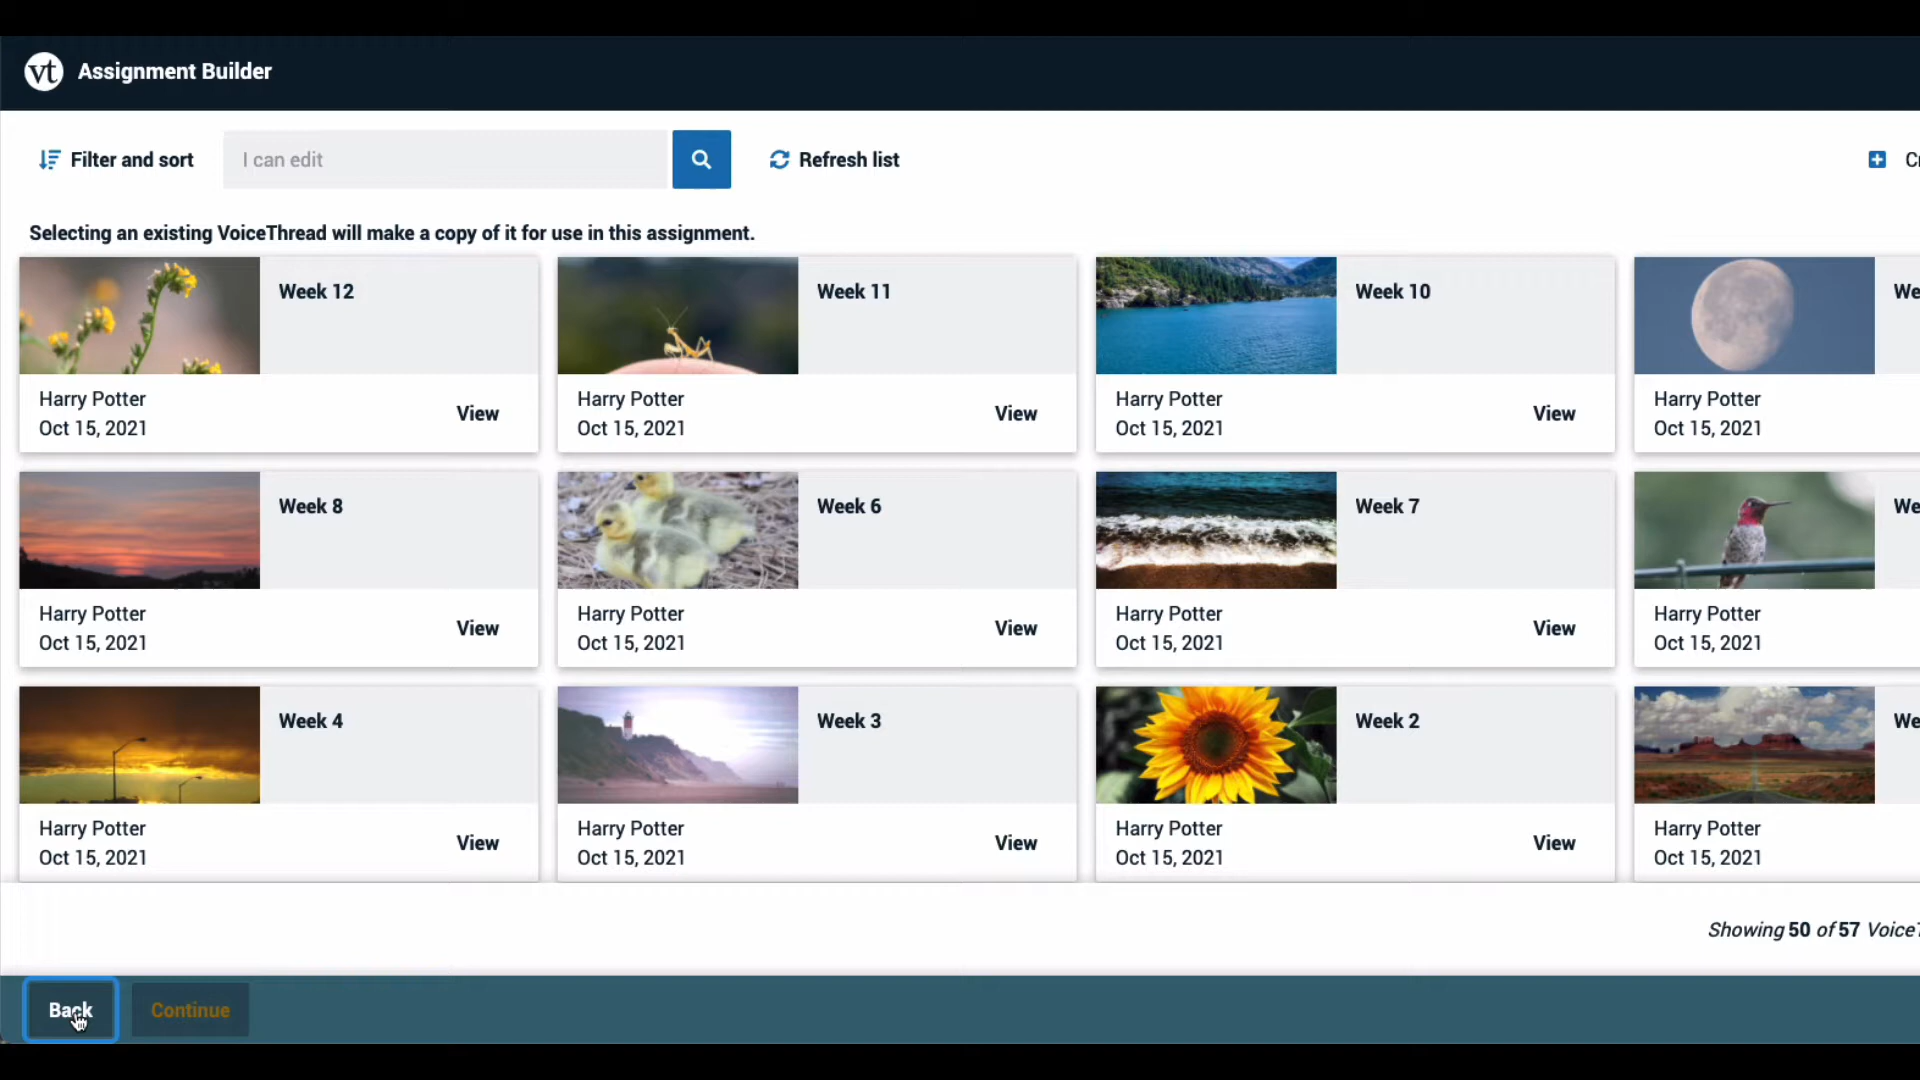 vt Assignment Builder
Filter and sort
I can edit
Refresh list
Selecting an existing VoiceThread will make a copy of it for use in this assignment.
Week 12
Harry Potter
Oct 15, 2021
View
Week 11
Harry Potter
Oct 15, 2021
View
Week 10
Harry Potter
Oct 15, 2021
View
Harry Potter
Oct 15, 2021
Week 8
Harry Potter
Oct 15, 2021
View
Week 6
Harry Potter
Oct 15, 2021
View
Week 7
Harry Potter
Oct 15, 2021
View
Harry Potter
Oct 15, 2021
Week 4
Harry Potter
Oct 15, 2021
View
Week 3
Harry Potter
Oct 15, 2021
View
Week 2
Harry Potter
Oct 15, 2021
View
Harry Potter
Oct 15, 2021
Showing 50 of 57
Back
Continue